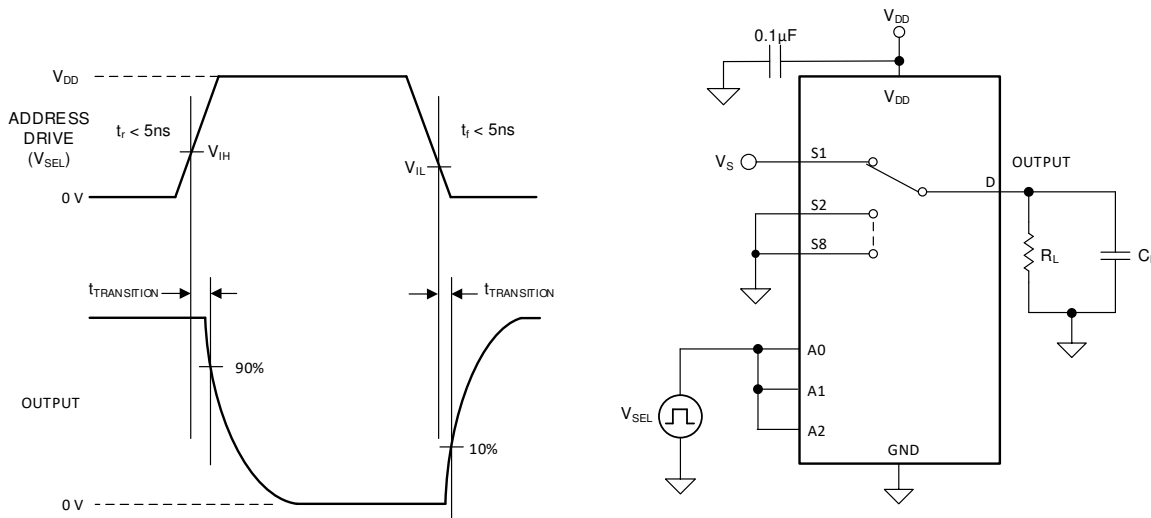 V_DD
ADDRESS
DRIVE
(V_SEL)
t_r < 5ns
t_f < 5ns
V_IH
V_IL
0 V
t_TRANSITION
t_TRANSITION
90%
OUTPUT
10%
0 V
V_DD
0.1µF
V_DD
V_S
S1
OUTPUT
D
S2
S8
R_L
A0
A1
V_SEL
A2
GND